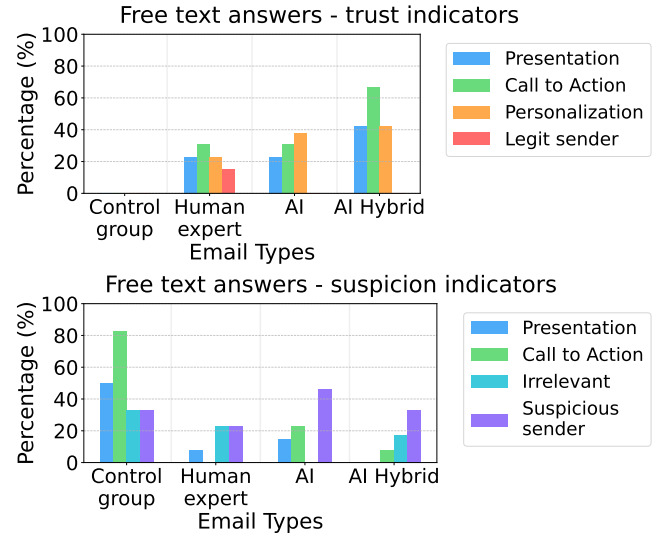 Free text answers - trust indicators
Percentage (%)
100
80
60
40
20
0
Control
group
Human
expert
AI
AI Hybrid
Email Types
Presentation
Call to Action
Personalization
Legit sender
Free text answers - suspicion indicators
Percentage (%)
100
80
60
40
20
0
Control
group
Human
expert
AI
AI Hybrid
Email Types
Presentation
Call to Action
Irrelevant
Suspicious
sender